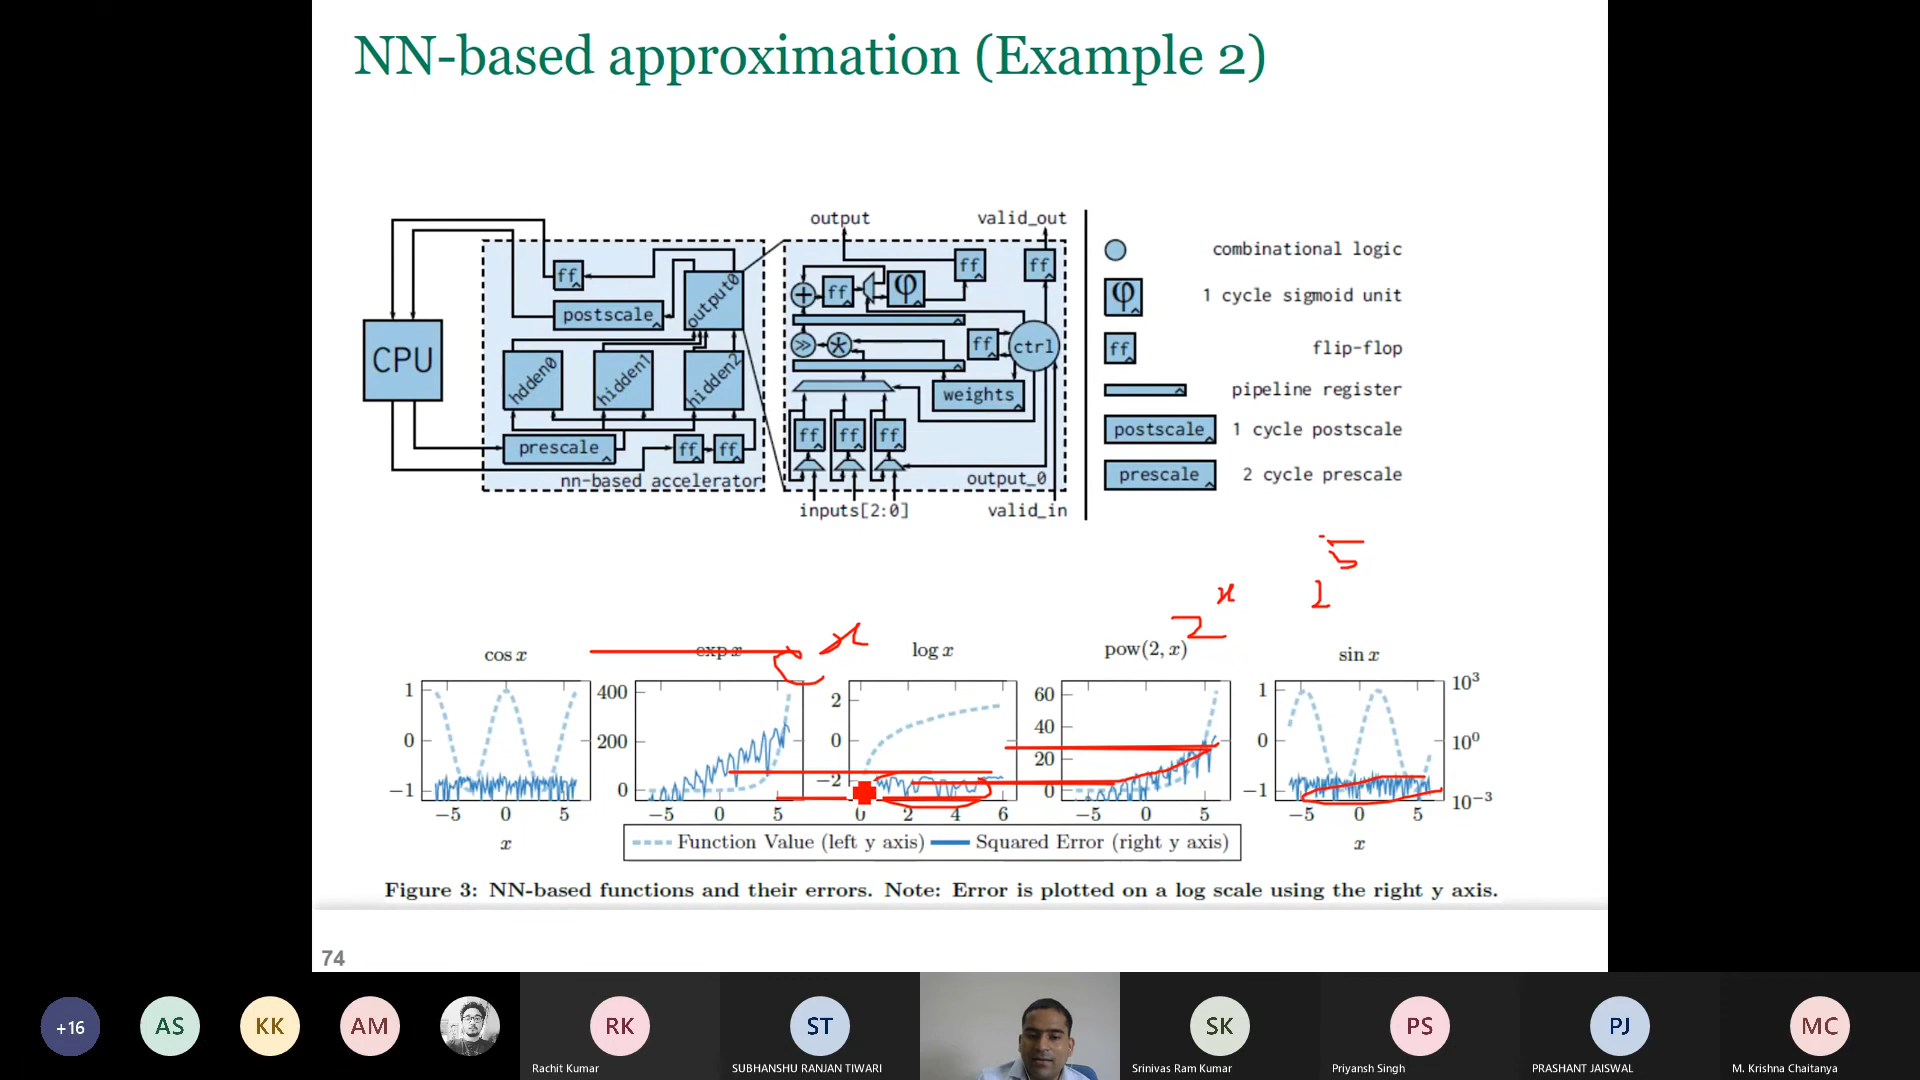 NN-based approximation (Example 2)
output
valid_out
ff
postscale
output0
CPU
hdden0
hidden1
hidden2
prescale
ff
ff
nn-based accelerator
ff
ff
+
ff
φ
>>
*
ff
ctrl
weights
ff
ff
ff
output_0
inputs[2:0]
valid_in
combinational logic
φ
1 cycle sigmoid unit
ff
flip-flop
pipeline register
postscale
1 cycle postscale
prescale
2 cycle prescale
5
2
x
2
e x
cos x
exp x
log x
pow(2, x)
sin x
1
0
−1
−5 0 5
x
400
200
0
−5 0 5
2
0
−2
0 2 4 6
60
40
20
0
−5 0 5
1
0
−1
−5 0 5
x
10³
10⁰
10⁻³
Function Value (left y axis) Squared Error (right y axis)
Figure 3: NN-based functions and their errors. Note: Error is plotted on a log scale using the right y axis.
74
+16
AS
KK
AM
RK
Rachit Kumar
ST
SUBHANSHU RANJAN TIWARI
SK
Srinivas Ram Kumar
PS
Priyansh Singh
PJ
PRASHANT JAISWAL
MC
M. Krishna Chaitanya